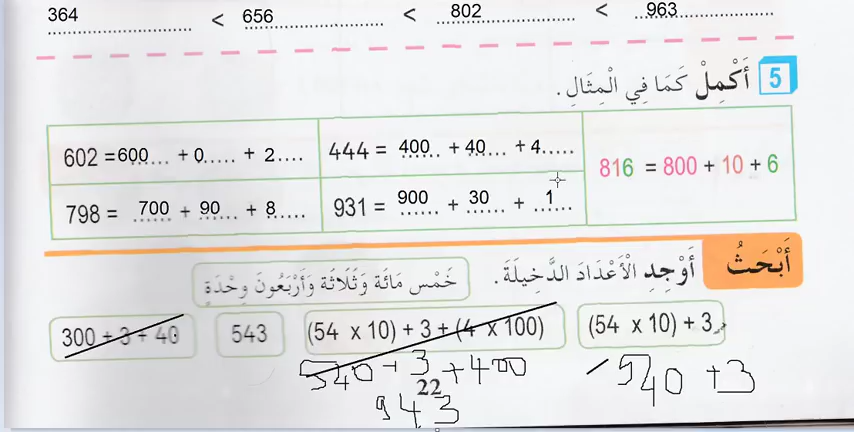 364 < 656 < 802 < 963
5 أَكْمِلْ كَمَا فِي الْمِثَالِ .
602 = 600 + 0 + 2
444 = 400 + 40 + 4
816 = 800 + 10 + 6
798 = 700 + 90 + 8
931 = 900 + 30 + 1
أَبْحَثُ أَوْجِدِ الْأَعْدَادَ الدَّخِيلَةَ.
خَمْس مَائَة وَثَلَاثَة وَأَرْبَعُونَ وِحْدَةٍ
300 + 3 + 40
543
(54 x 10) + 3 + (4 x 100)
(54 x 10) + 3
540 + 3 + 400
540 + 3
22
943